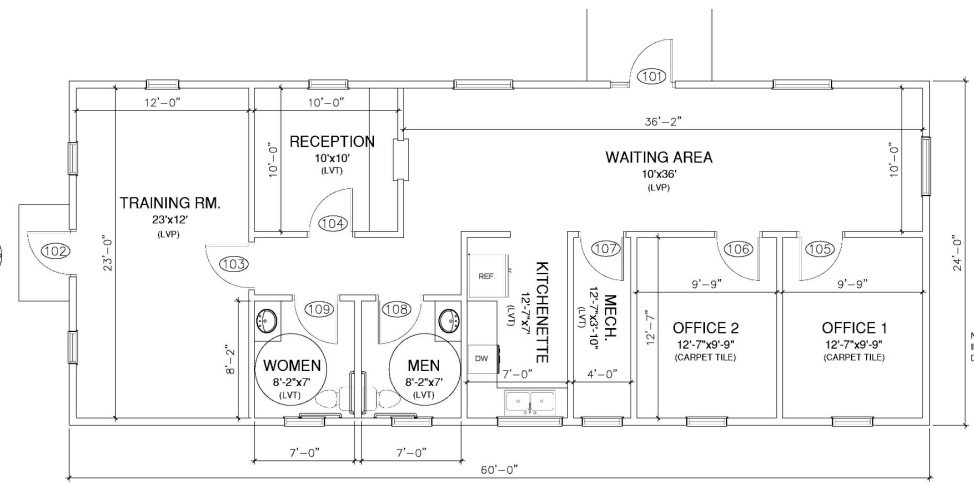 101
12'-0"
10'-0"
36'-2"
RECEPTION
10'x10'
(LVT)
10'-0"
WAITING AREA
10'x36'
(LVP)
10'-0"
TRAINING RM.
23'x12'
(LVP)
104
102
103
23'-0"
107
106
105
24'-0"
REF.
KITCHENETTE
12'-7"x7'
(LVT)
MECH.
12'-7"x3'-10"
(LVT)
9'-9"
9'-9"
109
108
12'-7"
OFFICE 2
12'-7"x9'-9"
(CARPET TILE)
OFFICE 1
12'-7"x9'-9"
(CARPET TILE)
8'-2"
WOMEN
8'-2"x7'
(LVT)
MEN
8'-2"x7'
(LVT)
DW
7'-0"
4'-0"
7'-0"
7'-0"
60'-0"